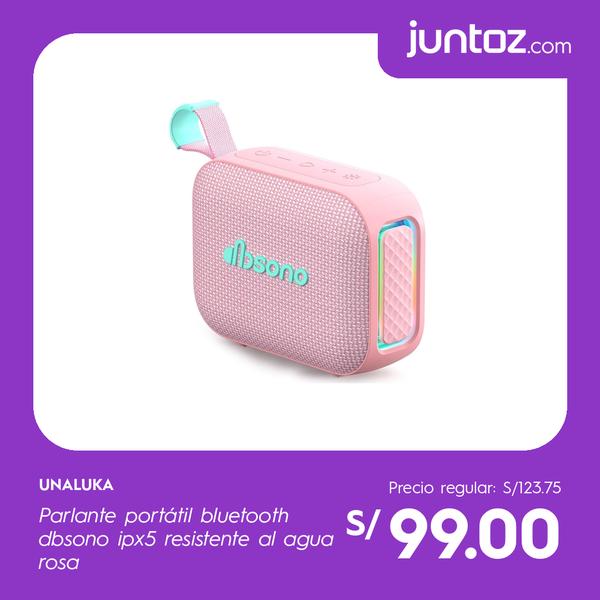 juntoz.com
dbsono
UNALUKA
Parlante portátil bluetooth
dbsono ipx5 resistente al agua
rosa
Precio regular: S/123.75
S/ 99.00